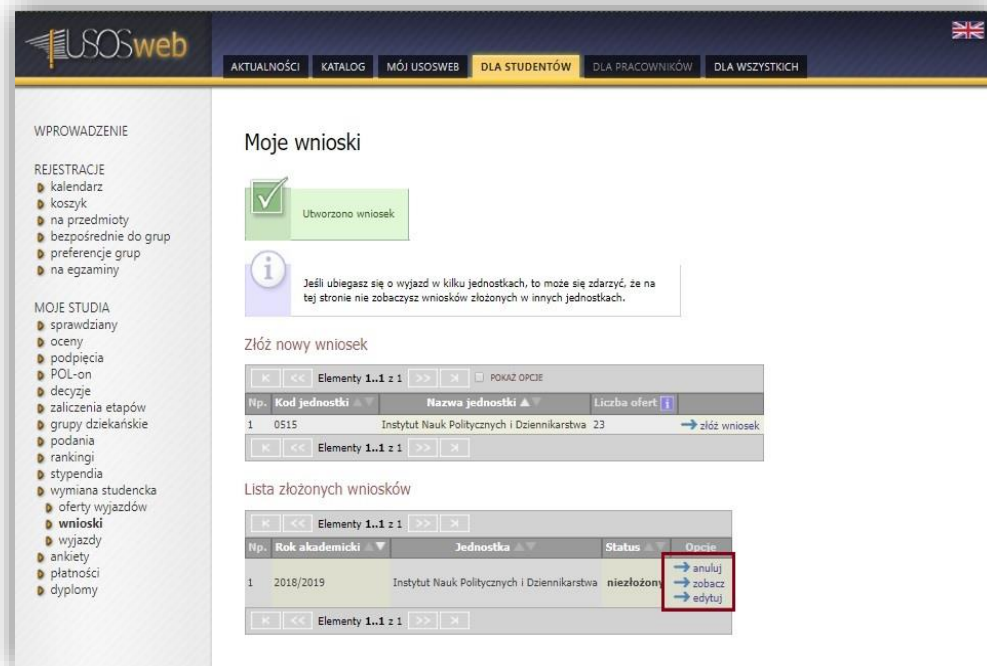 USOSweb
AKTUALNOŚCI KATALOG MÓJ USOSWEB DLA STUDENTÓW DLA PRACOWNIKÓW DLA WSZYSTKICH
WPROWADZENIE
REJESTRACJE
kalendarz
koszyk
na przedmioty
bezpośrednie do grup
preferencje grup
na egzaminy
MOJE STUDIA
sprawdziany
oceny
podpięcia
POL-on
decyzje
zaliczenia etapów
grupy dziekańskie
podania
rankingi
stypendia
wymiana studencka
oferty wyjazdów
wnioski
wyjazdy
ankiety
płatności
dyplomy
Moje wnioski
Utworzono wniosek
i
Jeśli ubiegasz się o wyjazd w kilku jednostkach, to może się zdarzyć, że na
tej stronie nie zobaczysz wniosków złożonych w innych jednostkach.
Złóż nowy wniosek
K << Elementy 1..1 z 1 >> >| POKAŻ OPCJE
Np. Kod jednostki Nazwa jednostki Liczba ofert i
1 0515 Instytut Nauk Politycznych i Dziennikarstwa 23 złóż wniosek
K << Elementy 1..1 z 1 >> >|
Lista złożonych wniosków
K << Elementy 1..1 z 1 >> >|
Np. Rok akademicki Jednostka Status Opcje
1 2018/2019 Instytut Nauk Politycznych i Dziennikarstwa niezłożony anuluj
zobacz
edytuj
K << Elementy 1..1 z 1 >> >|